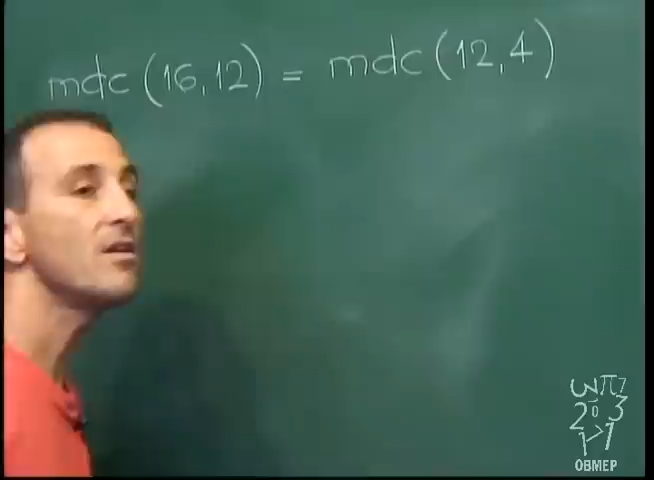 mdc (16,12) = mdc (12,4)
OBMEP